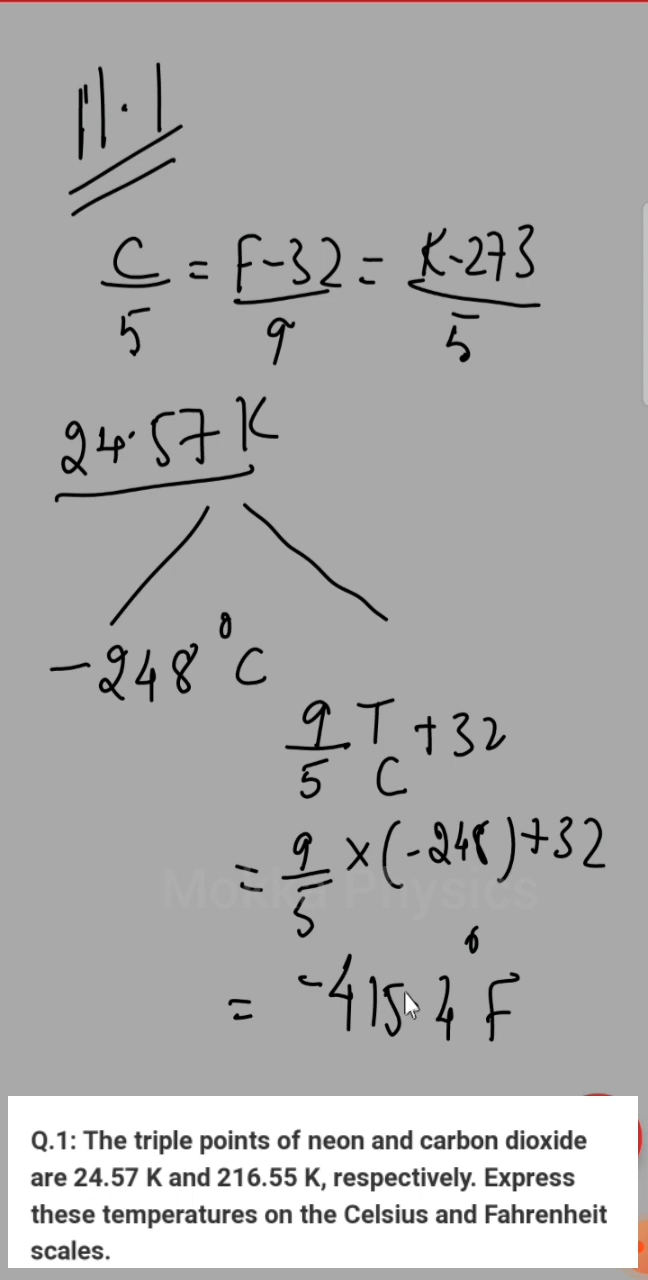 11.1
C/5 = F-32/9 = K-273/5
24.57 K
-248°C
9/5 T_C +32
= 9/5 ×(-248)+32
Mokka Physics
= -415.4°F
Q.1: The triple points of neon and carbon dioxide
are 24.57 K and 216.55 K, respectively. Express
these temperatures on the Celsius and Fahrenheit
scales.